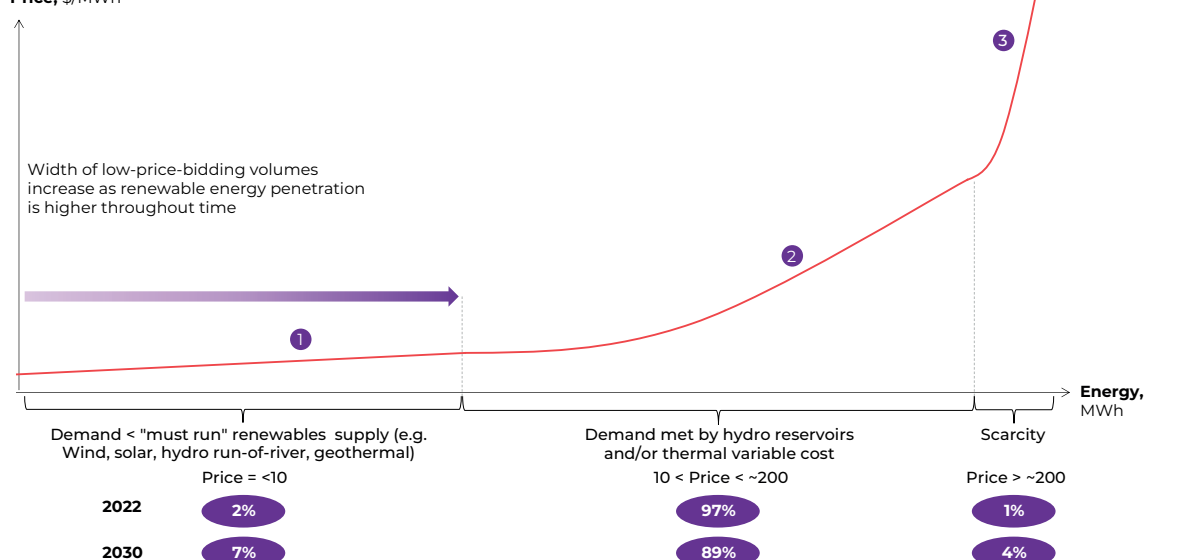 Price, $/MWh
3
Width of low-price-bidding volumes
increase as renewable energy penetration
is higher throughout time
2
1
Energy,
MWh
Demand < "must run" renewables supply (e.g.
Wind, solar, hydro run-of-river, geothermal)
Price = <10
Demand met by hydro reservoirs
and/or thermal variable cost
10 < Price < ~200
Scarcity
Price > ~200
2022 2% 97% 1%
2030 7% 89% 4%